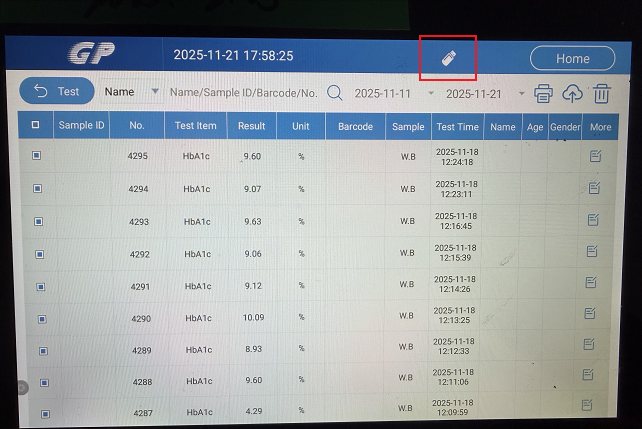 GP 2025-11-21 17:58:25 Home
Test Name Name/Sample ID/Barcode/No. 2025-11-11 2025-11-21
Sample ID No. Test Item Result Unit Barcode Sample Test Time Name Age Gender More
4295 HbA1c 9.60 % W.B 2025-11-18 12:24:18
4294 HbA1c 9.07 % W.B 2025-11-18 12:23:11
4293 HbA1c 9.63 % W.B 2025-11-18 12:16:45
4292 HbA1c 9.06 % W.B 2025-11-18 12:15:39
4291 HbA1c 9.12 % W.B 2025-11-18 12:14:26
4290 HbA1c 10.09 % W.B 2025-11-18 12:13:25
4289 HbA1c 8.93 % W.B 2025-11-18 12:12:33
4288 HbA1c 9.60 % W.B 2025-11-18 12:11:06
4287 HbA1c 4.29 % W.B 2025-11-18 12:09:59